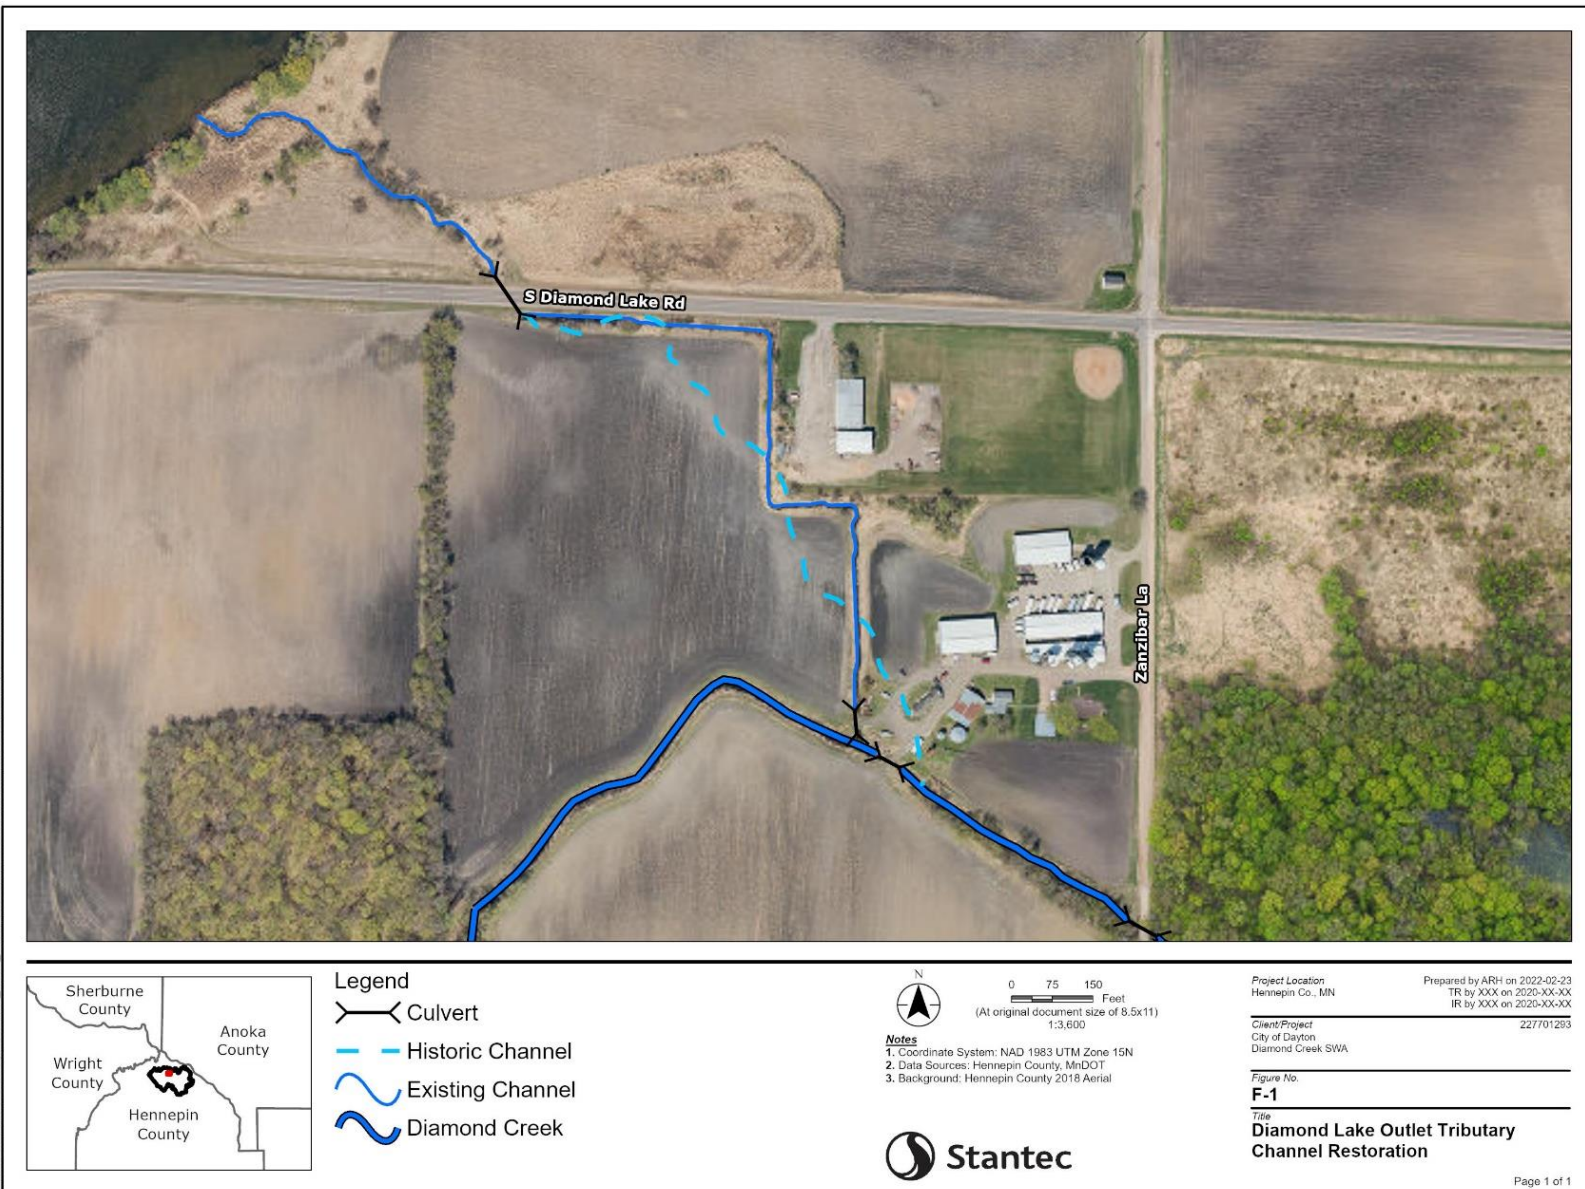 S Diamond Lake Rd
Zanzibar La
Sherburne
County
Anoka
County
Wright
County
Hennepin
County
Legend
Culvert
Historic Channel
Existing Channel
Diamond Creek
N
0 75 150
Feet
(At original document size of 8.5x11)
1:3,600
Notes
1. Coordinate System: NAD 1983 UTM Zone 15N
2. Data Sources: Hennepin County, MnDOT
3. Background: Hennepin County 2018 Aerial
Stantec
Project Location
Hennepin Co., MN
Prepared by ARH on 2022-02-23
TR by XXX on 2020-XX-XX
IR by XXX on 2020-XX-XX
Client/Project
227701293
City of Dayton
Diamond Creek SWA
Figure No.
F-1
Title
Diamond Lake Outlet Tributary
Channel Restoration
Page 1 of 1